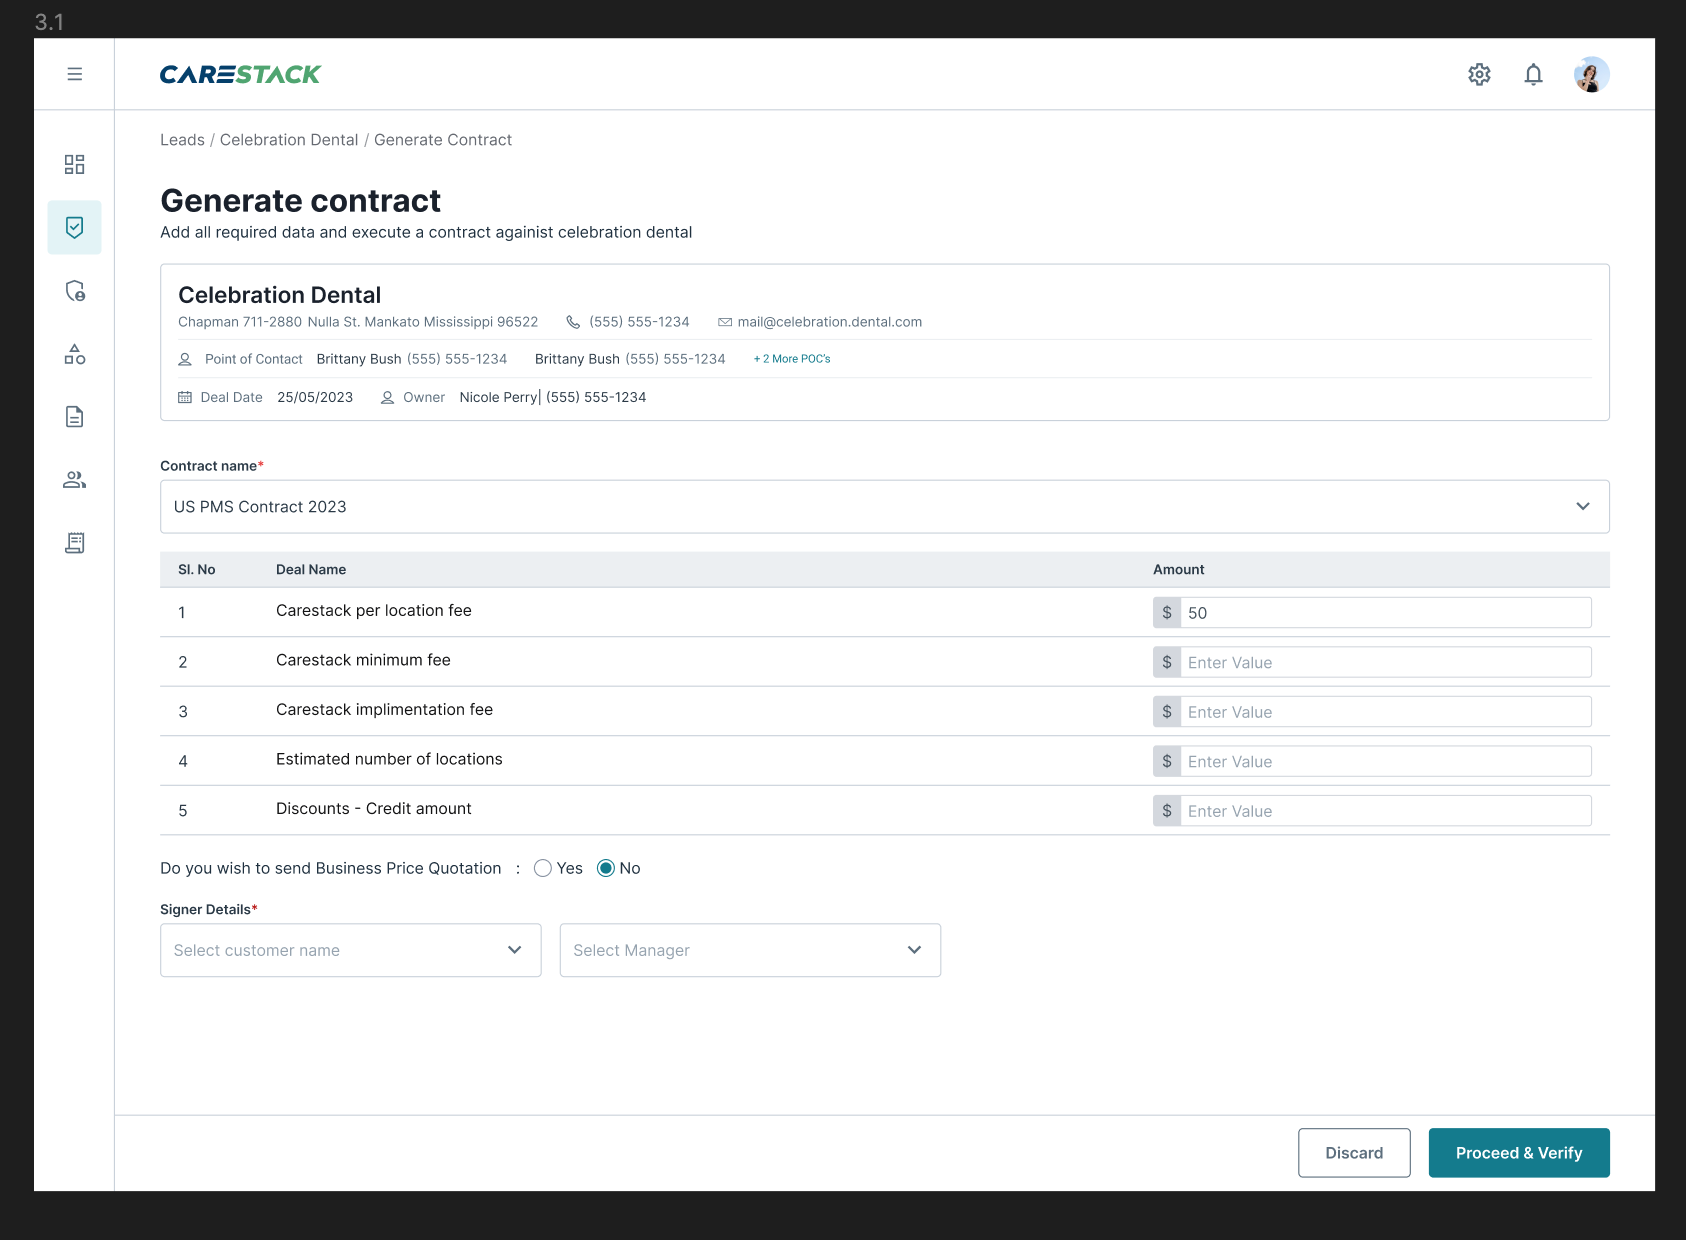 3.1
CARESTACK
Leads / Celebration Dental / Generate Contract
Generate contract
Add all required data and execute a contract againist celebration dental
Celebration Dental
Chapman 711-2880 Nulla St. Mankato Mississippi 96522 (555) 555-1234 mail@celebration.dental.com
Point of Contact Brittany Bush (555) 555-1234 Brittany Bush (555) 555-1234 + 2 More POC's
Deal Date 25/05/2023 Owner Nicole Perry| (555) 555-1234
Contract name*
US PMS Contract 2023
Sl. No Deal Name Amount
1 Carestack per location fee $ 50
2 Carestack minimum fee $ Enter Value
3 Carestack implimentation fee $ Enter Value
4 Estimated number of locations $ Enter Value
5 Discounts - Credit amount $ Enter Value
Do you wish to send Business Price Quotation : Yes No
Signer Details*
Select customer name Select Manager
Discard Proceed & Verify